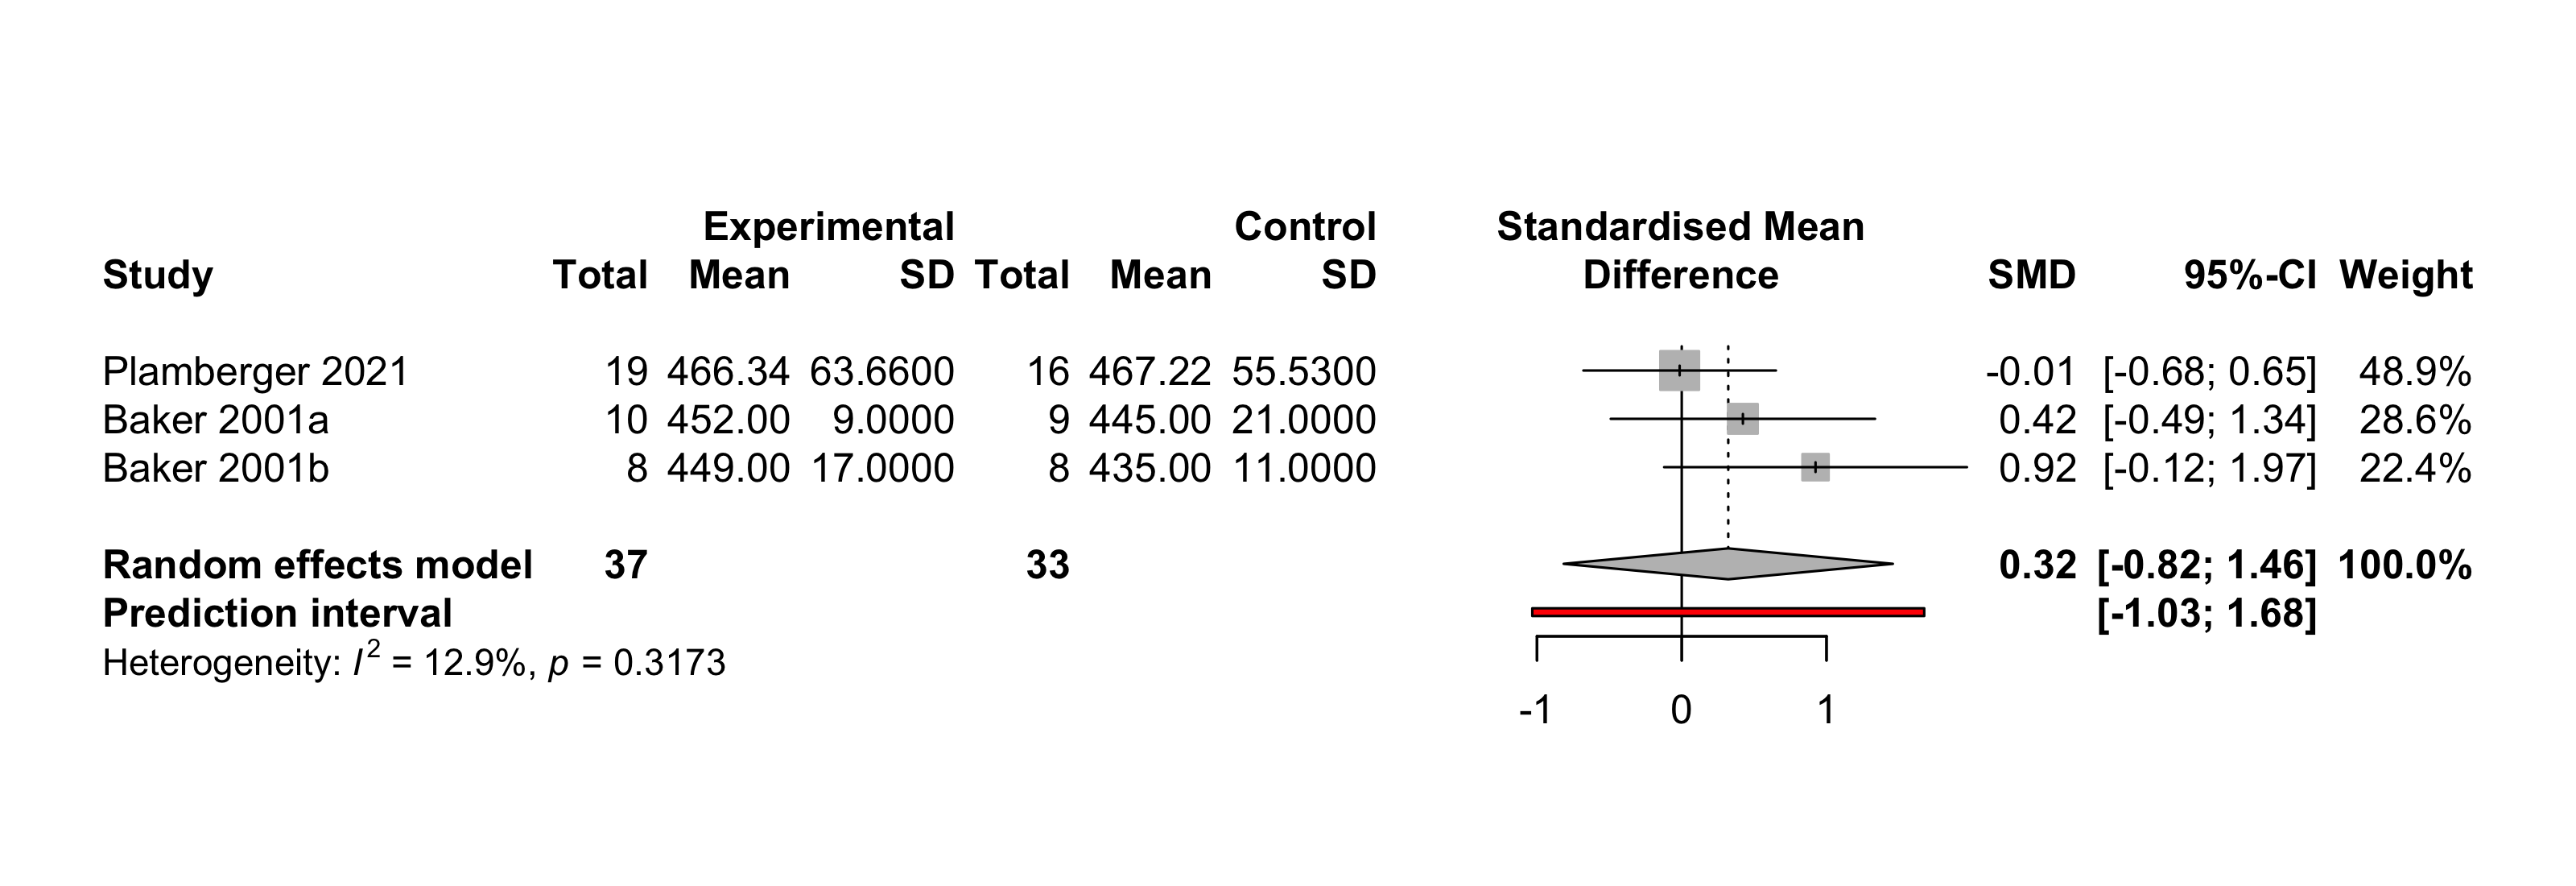 Experimental Control Standardised Mean
Study Total Mean SD Total Mean SD Difference SMD 95%-CI Weight
Plamberger 2021 19 466.34 63.6600 16 467.22 55.5300 -0.01 [-0.68; 0.65] 48.9%
Baker 2001a 10 452.00 9.0000 9 445.00 21.0000 0.42 [-0.49; 1.34] 28.6%
Baker 2001b 8 449.00 17.0000 8 435.00 11.0000 0.92 [-0.12; 1.97] 22.4%
Random effects model 37 33 0.32 [-0.82; 1.46] 100.0%
Prediction interval [-1.03; 1.68]
Heterogeneity: I² = 12.9%, p = 0.3173
-1 0 1